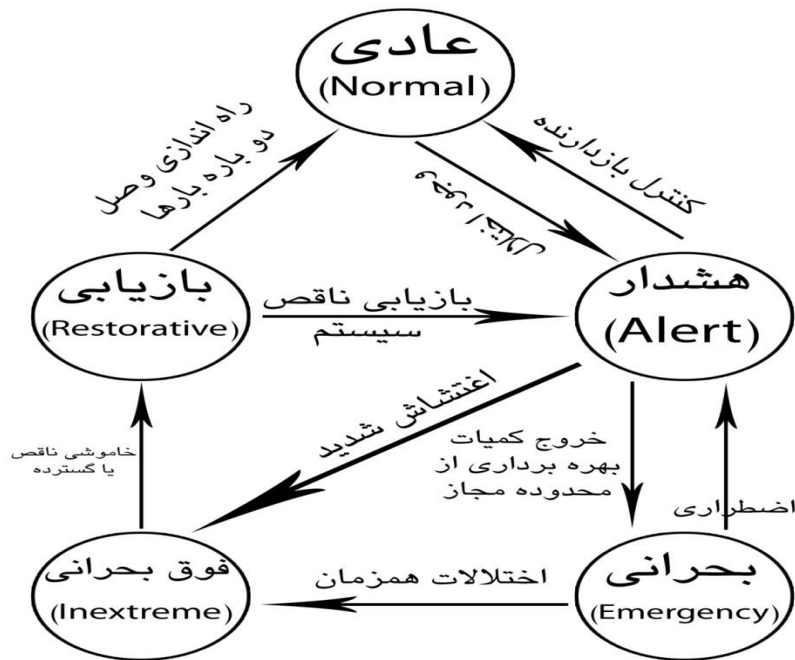 عادی
(Normal)
راه اندازی وصل
دو باره بارها
وجود اختلال
کنترل بازدارنده
بازیابی
(Restorative)
بازیابی ناقص
سیستم
هشدار
(Alert)
اغتشاش شدید
خروج کمیات
بهره برداری از
محدوده مجاز
خاموشی ناقص
یا گسترده
اضطراری
فوق بحرانی
(Inextreme)
اختلالات همزمان
بحرانی
(Emergency)